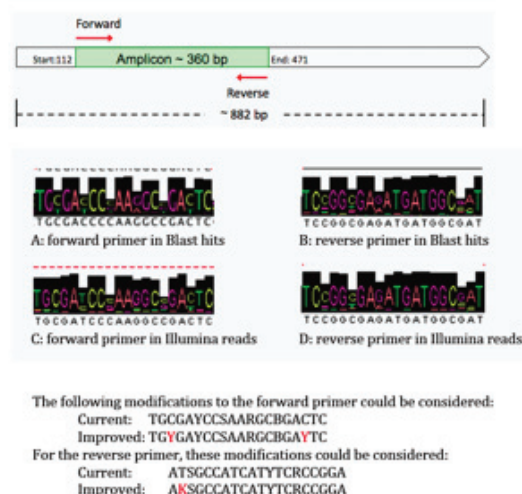 Forward
Start:112 Amplicon ~ 360 bp End: 471
Reverse
~ 882 bp
TGCGACCCCAAGGCCGACTC
TCCGGCGAGATGATGGCGAT
A: forward primer in Blast hits B: reverse primer in Blast hits
TGCGATCCCAAGGCCGACTC
TCCGGCGAGATGATGGCGAT
C: forward primer in Illumina reads D: reverse primer in Illumina reads
The following modifications to the forward primer could be considered:
Current: TGCGAYCCSAARGCBGACTC
Improved: TGYGAYCCSAARGCBGAYTC
For the reverse primer, these modifications could be considered:
Current: ATSGCCATCATYTCRCCGGA
Improved: AKSGCCATCATYTCRCCGGA